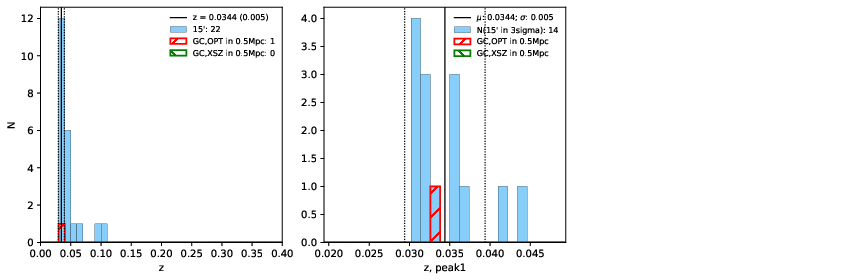 z = 0.0344 (0.005)
15': 22
GC,OPT in 0.5Mpc: 1
GC,XSZ in 0.5Mpc: 0
12
10
8
6
4
2
0
N
0.00 0.05 0.10 0.15 0.20 0.25 0.30 0.35 0.40
z
μ: 0.0344; σ: 0.005
N(15' in 3sigma): 14
GC,OPT in 0.5Mpc
GC,XSZ in 0.5Mpc
4.0
3.5
3.0
2.5
2.0
1.5
1.0
0.5
0.0
0.020 0.025 0.030 0.035 0.040 0.045
z, peak1